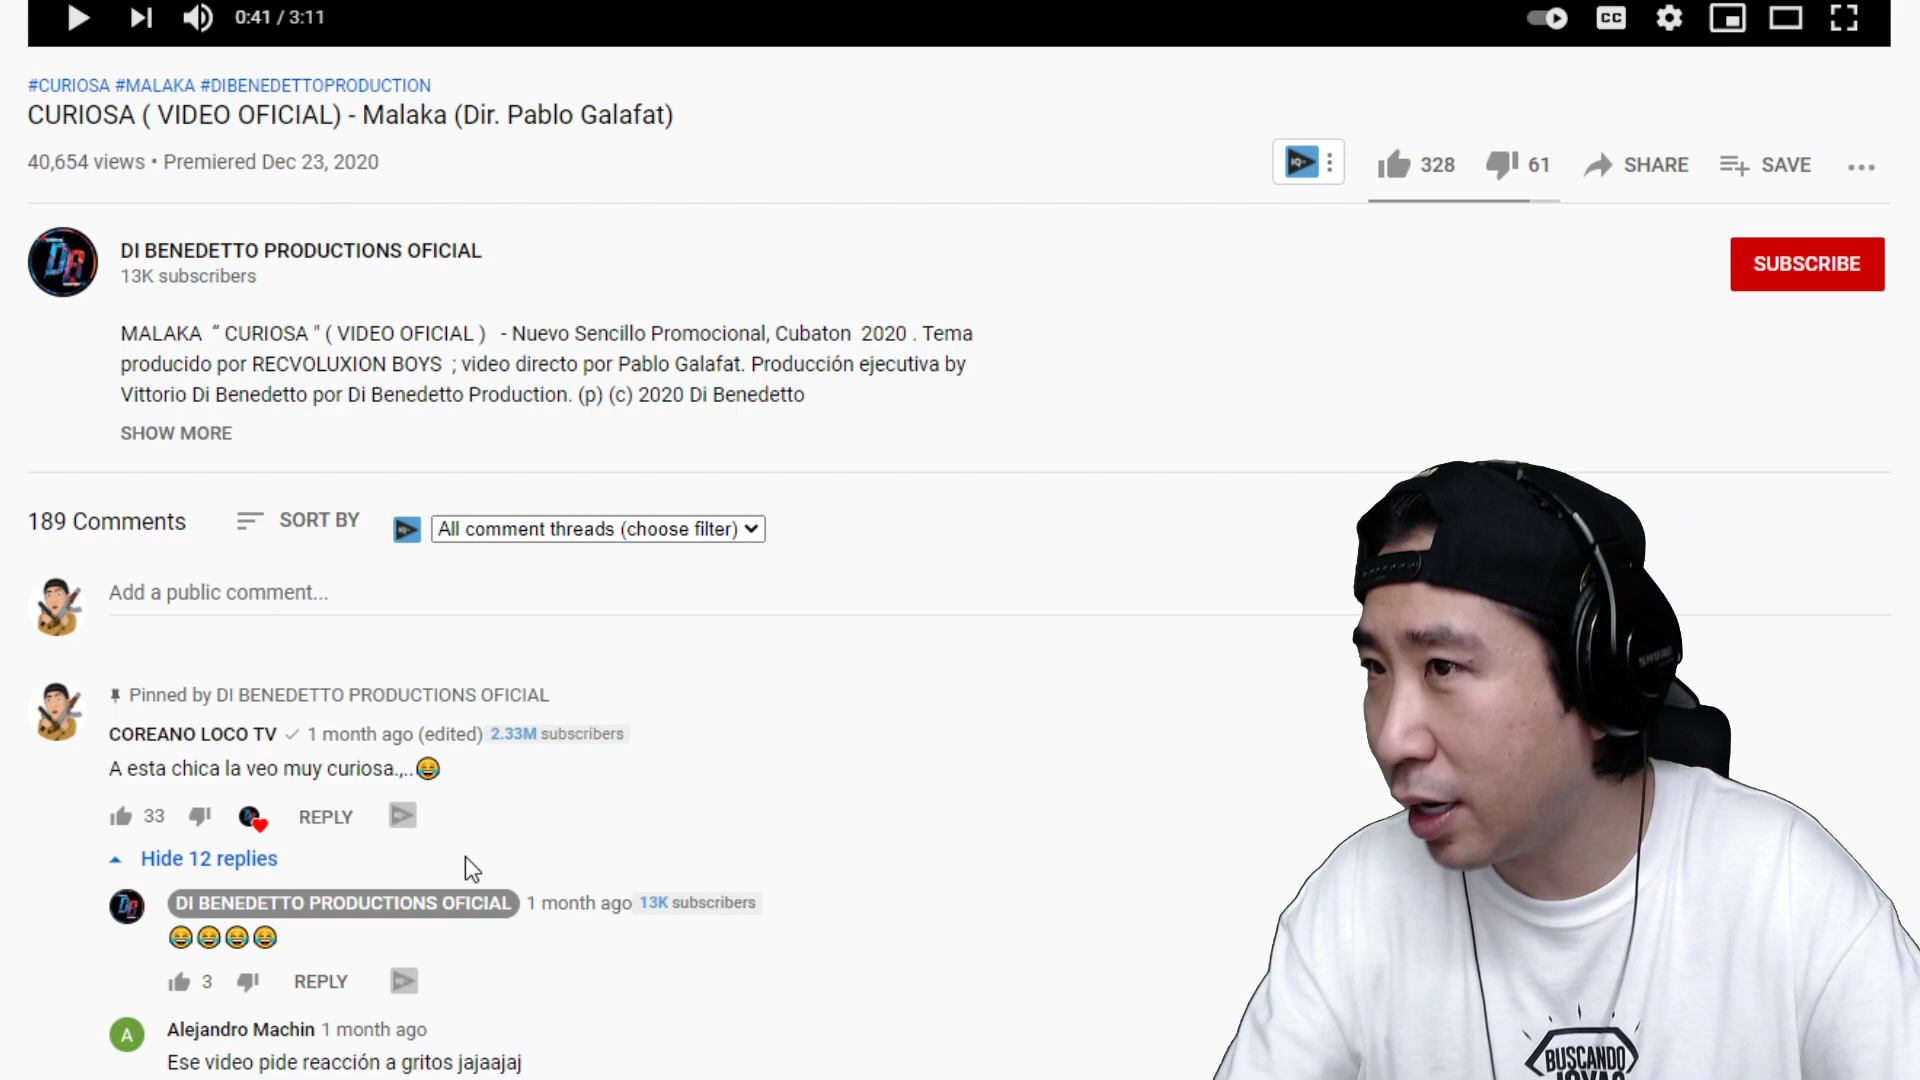 0:41 / 3:11
CC
#CURIOSA #MALAKA #DIBENEDETTOPRODUCTION
CURIOSA ( VIDEO OFICIAL) - Malaka (Dir. Pablo Galafat)
40,654 views • Premiered Dec 23, 2020
328
61
SHARE
SAVE
DI BENEDETTO PRODUCTIONS OFICIAL
13K subscribers
SUBSCRIBE
MALAKA “ CURIOSA " ( VIDEO OFICIAL ) - Nuevo Sencillo Promocional, Cubaton 2020 . Tema
producido por RECVOLUXION BOYS ; video directo por Pablo Galafat. Producción ejecutiva by
Vittorio Di Benedetto por Di Benedetto Production. (p) (c) 2020 Di Benedetto
SHOW MORE
189 Comments
SORT BY
All comment threads (choose filter)
Add a public comment...
Pinned by DI BENEDETTO PRODUCTIONS OFICIAL
COREANO LOCO TV 1 month ago (edited) 2.33M subscribers
A esta chica la veo muy curiosa.,..😂
33
REPLY
Hide 12 replies
DI BENEDETTO PRODUCTIONS OFICIAL 1 month ago 13K subscribers
😂😂😂😂
3
REPLY
A
Alejandro Machin 1 month ago
Ese video pide reacción a gritos jajaajaj
SHURE
BUSCANDO
JOYAS